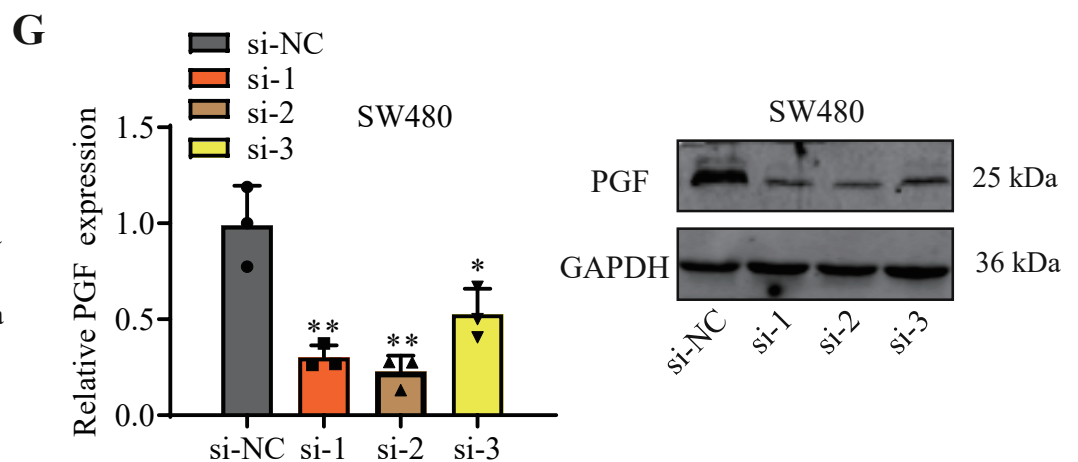 G
si-NC
si-1
si-2
si-3
SW480
Relative PGF expression
1.5
1.0
0.5
0.0
**
**
*
si-NC si-1 si-2 si-3
SW480
PGF
25 kDa
GAPDH
36 kDa
si-NC si-1 si-2 si-3
a